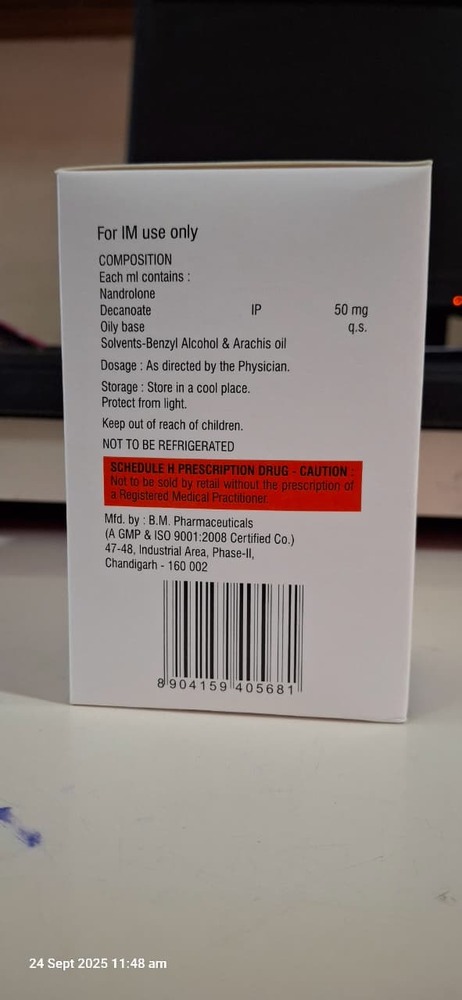 For IM use only
COMPOSITION
Each ml contains :
Nandrolone
Decanoate IP 50 mg
Oily base q.s.
Solvents-Benzyl Alcohol & Arachis oil
Dosage : As directed by the Physician.
Storage : Store in a cool place.
Protect from light.
Keep out of reach of children.
NOT TO BE REFRIGERATED
SCHEDULE H PRESCRIPTION DRUG - CAUTION :
Not to be sold by retail without the prescription of
a Registered Medical Practitioner.
Mfd. by : B.M. Pharmaceuticals
(A GMP & ISO 9001:2008 Certified Co.)
47-48, Industrial Area, Phase-II,
Chandigarh - 160 002
8 904159 405681
24 Sept 2025 11:48 am